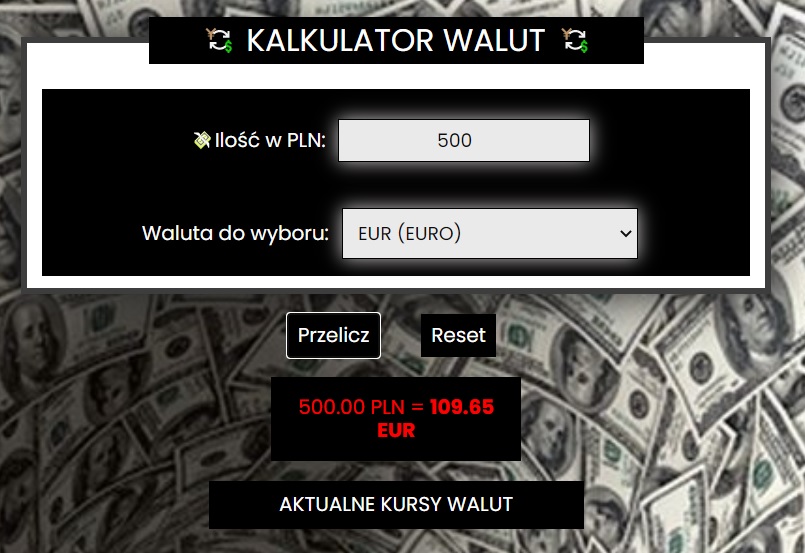 KALKULATOR WALUT
Ilość w PLN:
500
Waluta do wyboru:
EUR (EURO)
Przelicz
Reset
500.00 PLN = 109.65
EUR
AKTUALNE KURSY WALUT